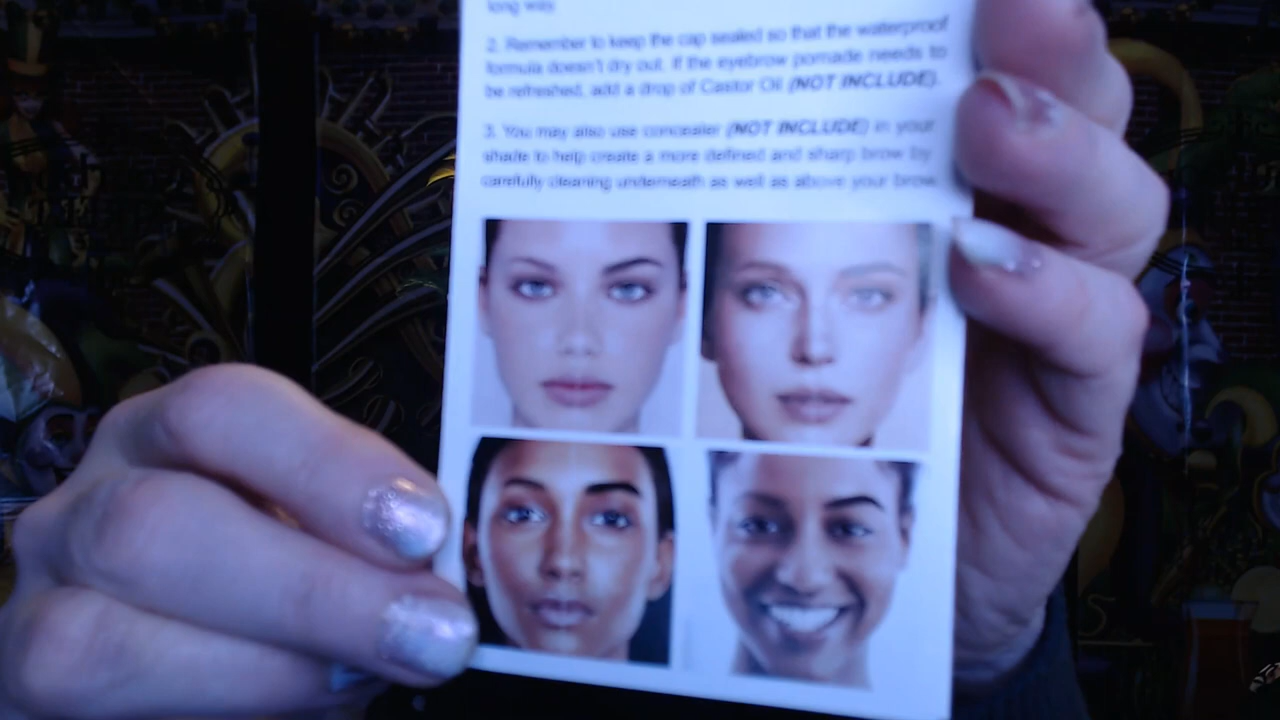 long way.
2. Remember to keep the cap sealed so that the waterproof
formula doesn't dry out. If the eyebrow pomade needs to
be refreshed, add a drop of Castor Oil (NOT INCLUDE).
3. You may also use concealer (NOT INCLUDE) in your
shade to help create a more defined and sharp brow by
carefully cleaning underneath as well as above your brow.